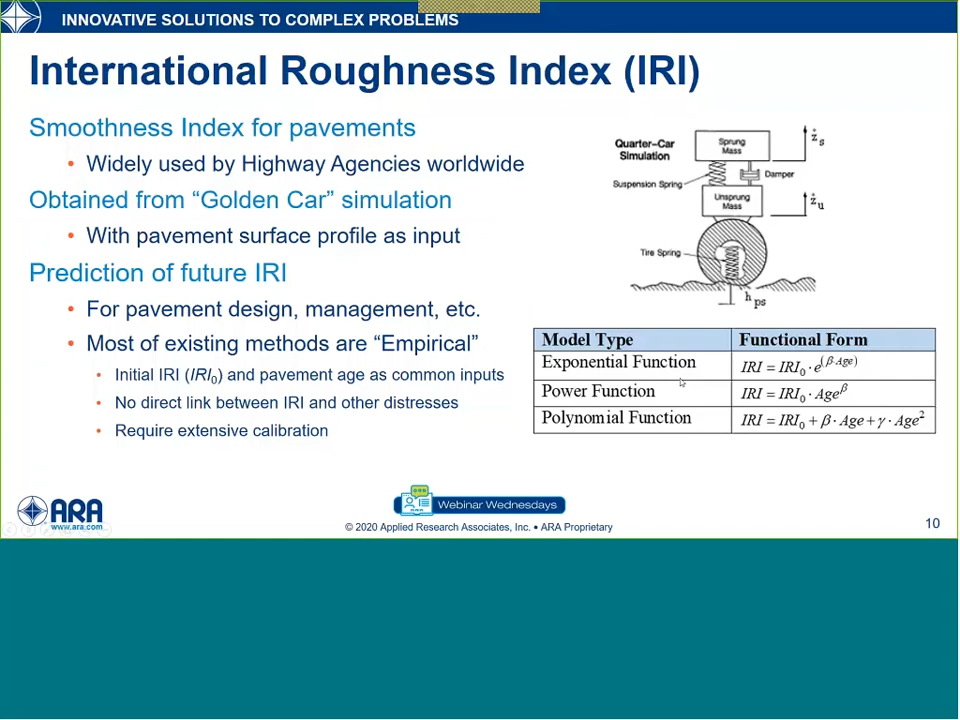 INNOVATIVE SOLUTIONS TO COMPLEX PROBLEMS
International Roughness Index (IRI)
Smoothness Index for pavements
• Widely used by Highway Agencies worldwide
Obtained from “Golden Car” simulation
• With pavement surface profile as input
Prediction of future IRI
• For pavement design, management, etc.
• Most of existing methods are “Empirical”
• Initial IRI (IRI₀) and pavement age as common inputs
• No direct link between IRI and other distresses
• Require extensive calibration
Quarter-Car
Simulation
Sprung
Mass
żs
Suspension Spring
Damper
Unsprung
Mass
żu
Tire Spring
h ps
Model Type Functional Form
Exponential Function IRI = IRI₀ · e^(β·Age)
Power Function IRI = IRI₀ · Age^β
Polynomial Function IRI = IRI₀ + β · Age + γ · Age²
ARA
www.ara.com
Webinar Wednesdays
© 2020 Applied Research Associates, Inc. • ARA Proprietary
10